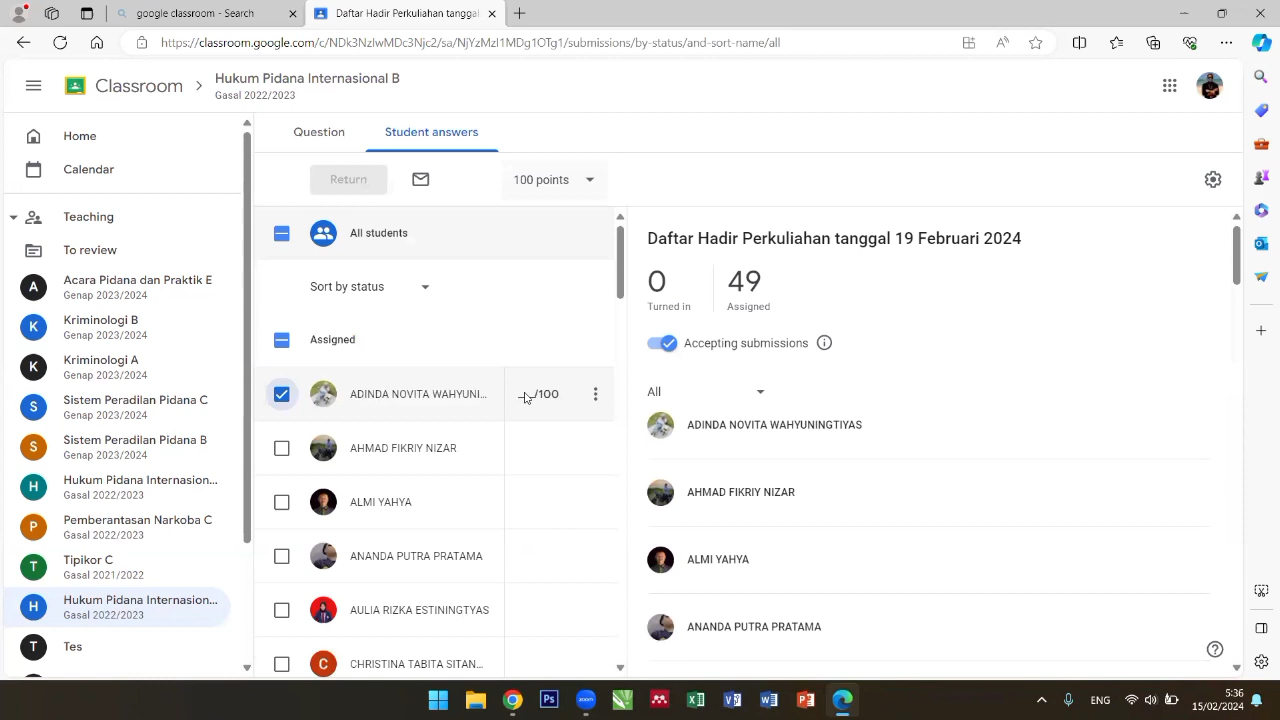 google classroom - Search
Daftar Hadir Perkuliahan tanggal
https://classroom.google.com/c/NDk3NzIwMDc3Njc2/sa/NjYzMzI1MDg1OTg1/submissions/by-status/and-sort-name/all
Classroom
Hukum Pidana Internasional B
Gasal 2022/2023
Home
Calendar
Teaching
To review
A
Acara Pidana dan Praktik E
Genap 2023/2024
K
Kriminologi B
Genap 2023/2024
K
Kriminologi A
Genap 2023/2024
S
Sistem Peradilan Pidana C
Genap 2023/2024
S
Sistem Peradilan Pidana B
Genap 2023/2024
H
Hukum Pidana Internasion...
Gasal 2022/2023
P
Pemberantasan Narkoba C
Gasal 2022/2023
T
Tipikor C
Gasal 2021/2022
H
Hukum Pidana Internasion...
Gasal 2022/2023
T
Tes
Question
Student answers
Return
100 points
All students
Sort by status
Assigned
ADINDA NOVITA WAHYUNI...
__/100
AHMAD FIKRIY NIZAR
ALMI YAHYA
ANANDA PUTRA PRATAMA
AULIA RIZKA ESTININGTYAS
C
CHRISTINA TABITA SITAN...
Daftar Hadir Perkuliahan tanggal 19 Februari 2024
0
Turned in
49
Assigned
Accepting submissions
All
ADINDA NOVITA WAHYUNINGTIYAS
AHMAD FIKRIY NIZAR
ALMI YAHYA
ANANDA PUTRA PRATAMA
zoom
ENG
5:36
15/02/2024